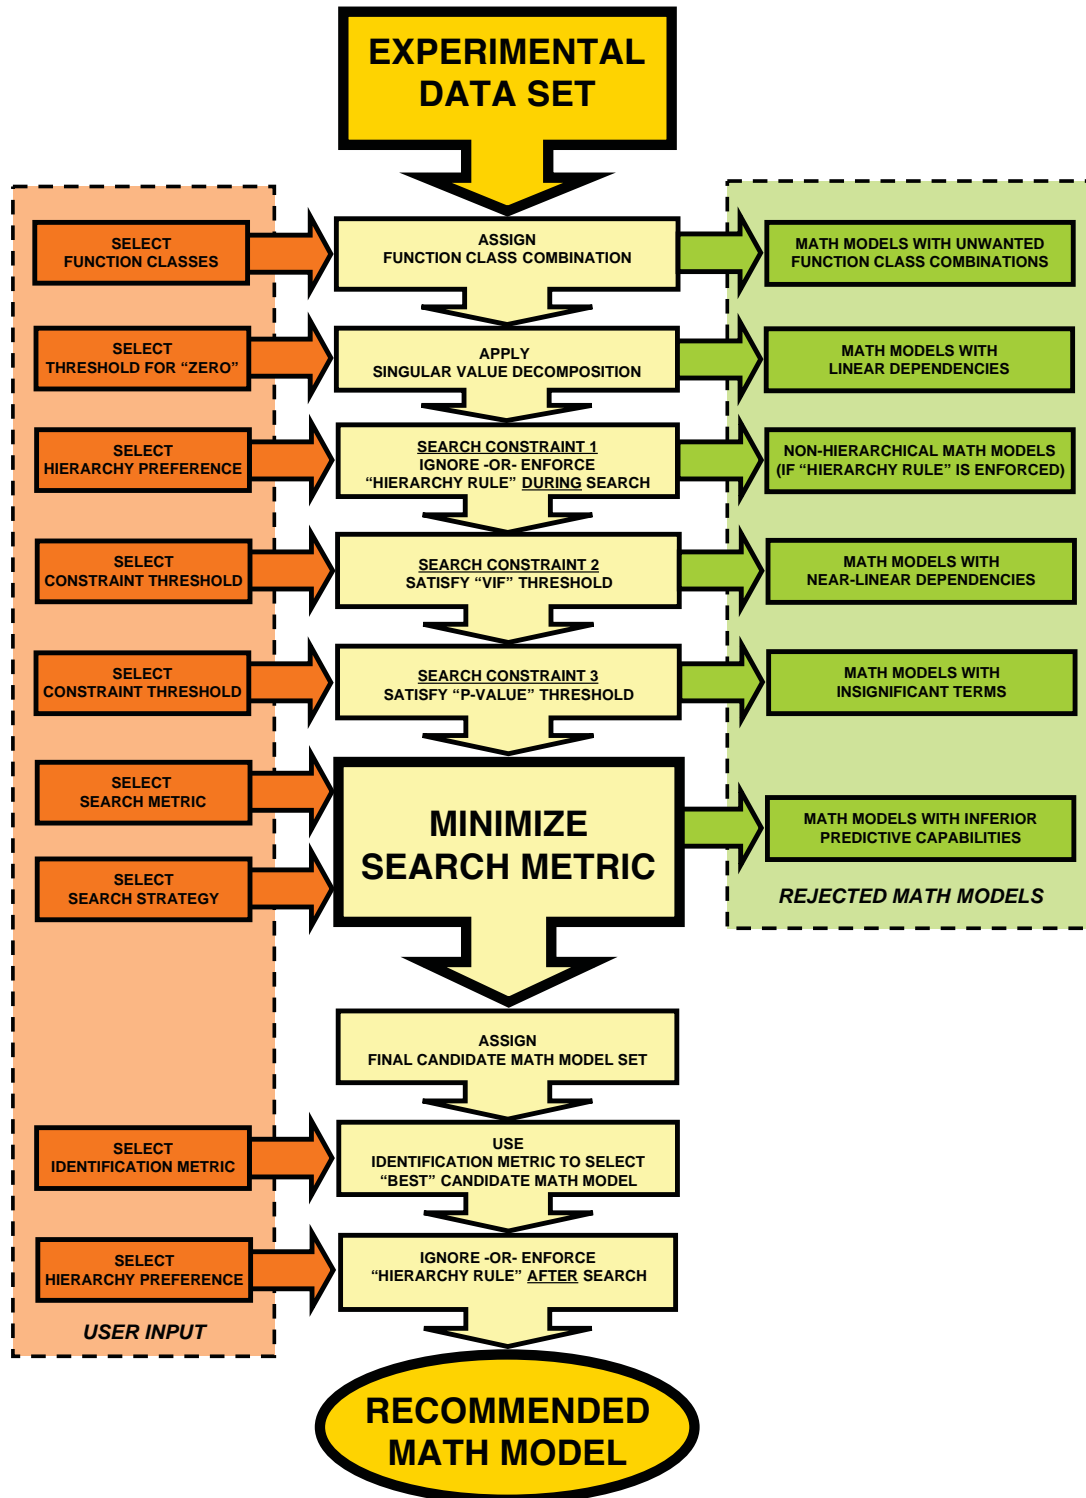 EXPERIMENTAL
DATA SET
SELECT
FUNCTION CLASSES
ASSIGN
FUNCTION CLASS COMBINATION
MATH MODELS WITH UNWANTED
FUNCTION CLASS COMBINATIONS
SELECT
THRESHOLD FOR “ZERO”
APPLY
SINGULAR VALUE DECOMPOSITION
MATH MODELS WITH
LINEAR DEPENDENCIES
SELECT
HIERARCHY PREFERENCE
SEARCH CONSTRAINT 1
IGNORE -OR- ENFORCE
“HIERARCHY RULE” DURING SEARCH
NON-HIERARCHICAL MATH MODELS
(IF “HIERARCHY RULE” IS ENFORCED)
SELECT
CONSTRAINT THRESHOLD
SEARCH CONSTRAINT 2
SATISFY “VIF” THRESHOLD
MATH MODELS WITH
NEAR-LINEAR DEPENDENCIES
SELECT
CONSTRAINT THRESHOLD
SEARCH CONSTRAINT 3
SATISFY “P-VALUE” THRESHOLD
MATH MODELS WITH
INSIGNIFICANT TERMS
SELECT
SEARCH METRIC
MINIMIZE
SEARCH METRIC
MATH MODELS WITH INFERIOR
PREDICTIVE CAPABILITIES
SELECT
SEARCH STRATEGY
REJECTED MATH MODELS
ASSIGN
FINAL CANDIDATE MATH MODEL SET
SELECT
IDENTIFICATION METRIC
USE
IDENTIFICATION METRIC TO SELECT
“BEST” CANDIDATE MATH MODEL
SELECT
HIERARCHY PREFERENCE
IGNORE -OR- ENFORCE
“HIERARCHY RULE” AFTER SEARCH
USER INPUT
RECOMMENDED
MATH MODEL